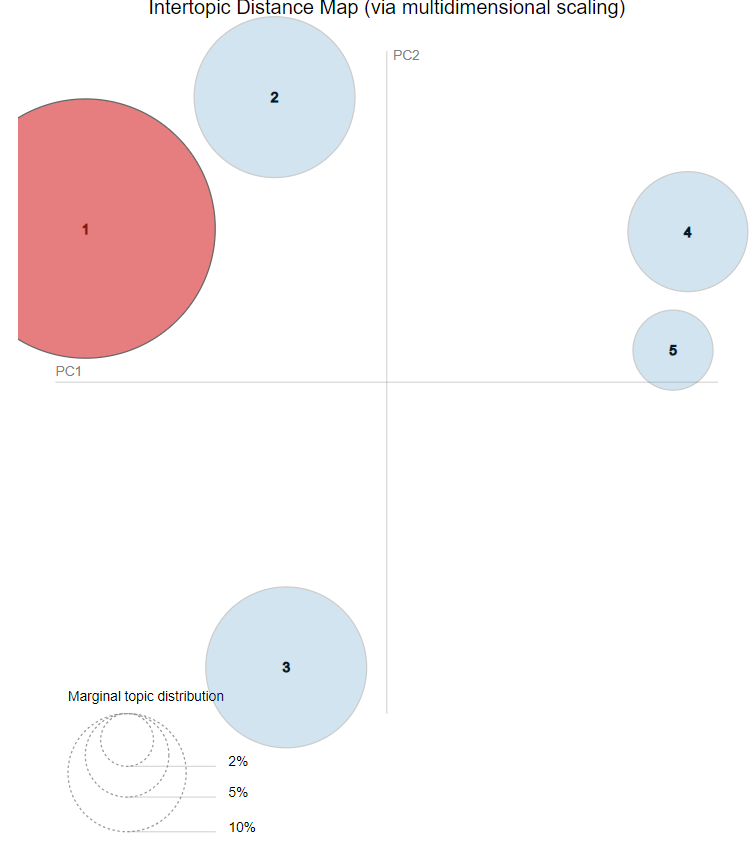 Intertopic Distance Map (via multidimensional scaling)
PC2
2
1
4
5
PC1
3
Marginal topic distribution
2%
5%
10%